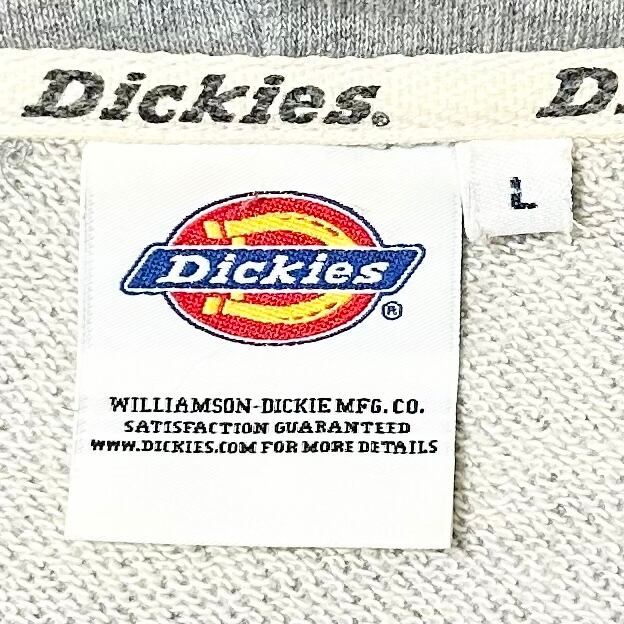 Dickies®
D.
L
Dickies
®
WILLIAMSON-DICKIE MFG. CO.
SATISFACTION GUARANTEED
WWW.DICKIES.COM FOR MORE DETAILS